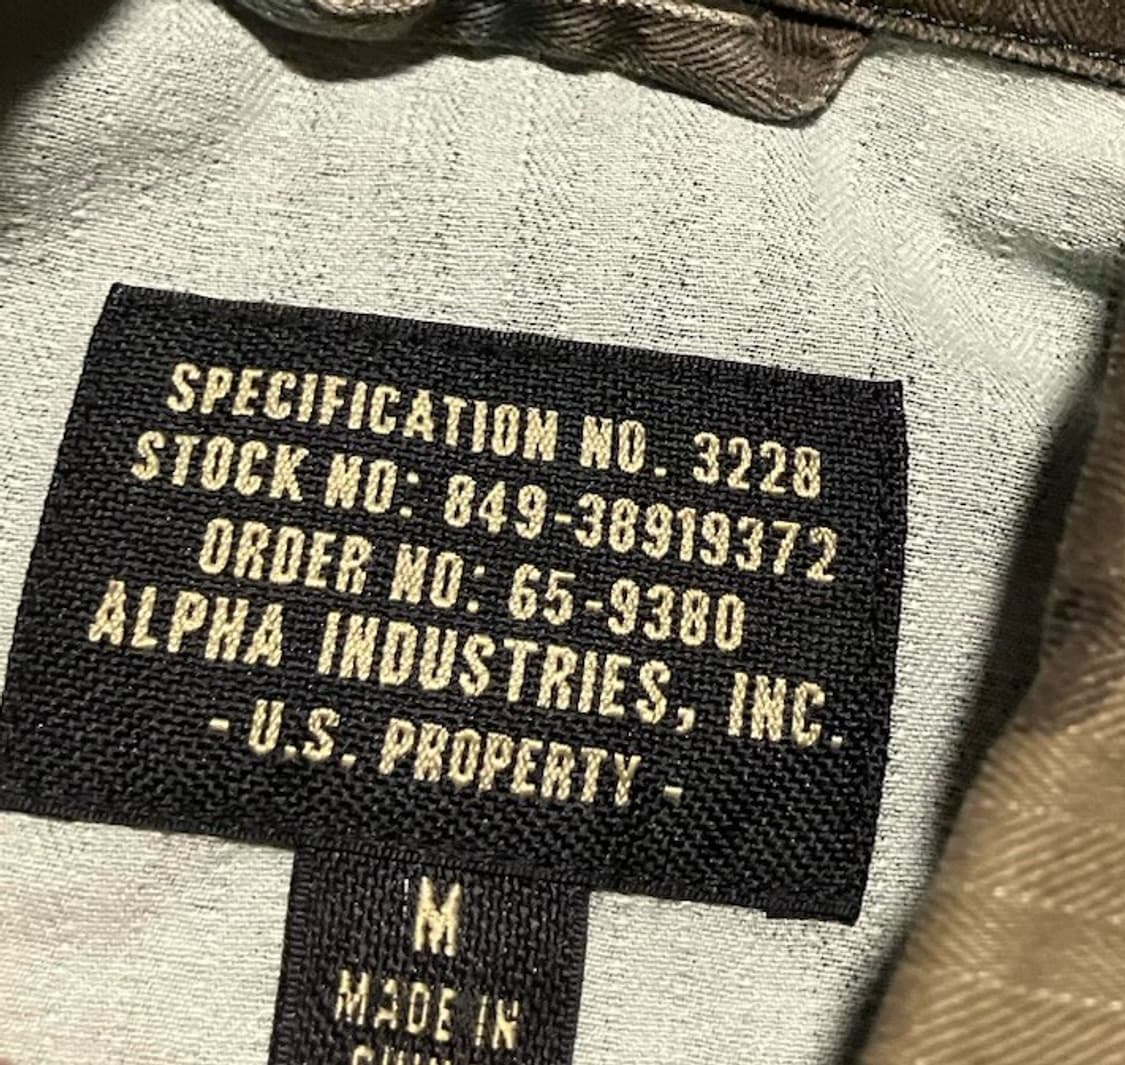 SPECIFICATION NO. 3228
STOCK NO: 849-38919372
ORDER NO: 65-9380
ALPHA INDUSTRIES, INC.
- U.S. PROPERTY -
M
MADE IN